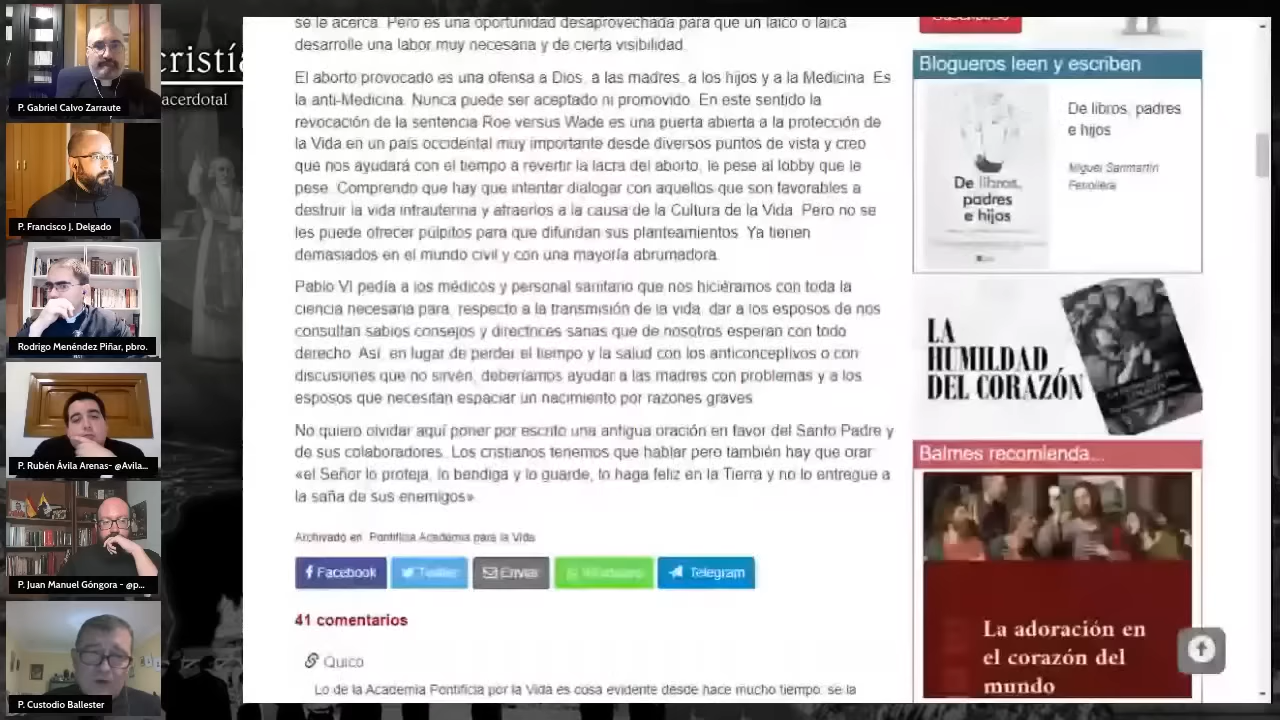 P. Gabriel Calvo Zarraute
P. Francisco J. Delgado
Rodrigo Menéndez Piñar, pbro.
P. Rubén Ávila Arenas- @Avila...
P. Juan Manuel Góngora - @p...
P. Custodio Ballester
cristía
acerdotal
se le acerca. Pero es una oportunidad desaprovechada para que un laico o laica
desarrolle una labor muy necesaria y de cierta visibilidad.
El aborto provocado es una ofensa a Dios, a las madres, a los hijos y a la Medicina. Es
la anti-Medicina. Nunca puede ser aceptado ni promovido. En este sentido la
revocación de la sentencia Roe versus Wade es una puerta abierta a la protección de
la Vida en un país occidental muy importante desde diversos puntos de vista y creo
que nos ayudará con el tiempo a revertir la lacra del aborto, le pese al lobby que le
pese. Comprendo que hay que intentar dialogar con aquellos que son favorables a
destruir la vida intrauterina y atraerlos a la causa de la Cultura de la Vida. Pero no se
les puede ofrecer púlpitos para que difundan sus planteamientos. Ya tienen
demasiados en el mundo civil y con una mayoría abrumadora.
Pablo VI pedía a los médicos y personal sanitario que nos hiciéramos con toda la
ciencia necesaria para, respecto a la transmisión de la vida, dar a los esposos de nos
consultan sabios consejos y directrices sanas que de nosotros esperan con todo
derecho. Así, en lugar de perder el tiempo y la salud con los anticonceptivos o con
discusiones que no sirven, deberíamos ayudar a las madres con problemas y a los
esposos que necesitan espaciar un nacimiento por razones graves.
No quiero olvidar aquí poner por escrito una antigua oración en favor del Santo Padre y
de sus colaboradores. Los cristianos tenemos que hablar pero también hay que orar:
«el Señor lo proteja, lo bendiga y lo guarde, lo haga feliz en la Tierra y no lo entregue a
la saña de sus enemigos»
Archivado en: Pontificia Academia para la Vida
Facebook
Twitter
Enviar
Whatsapp
Telegram
41 comentarios
Quico
Lo de la Academia Pontificia por la Vida es cosa evidente desde hace mucho tiempo: se la
Blogueros leen y escriben
De libros,
padres
e hijos
De libros, padres
e hijos
Miguel Sanmartín
Fenollera
LA
HUMILDAD
DEL CORAZÓN
Balmes recomienda...
La adoración en
el corazón del
mundo